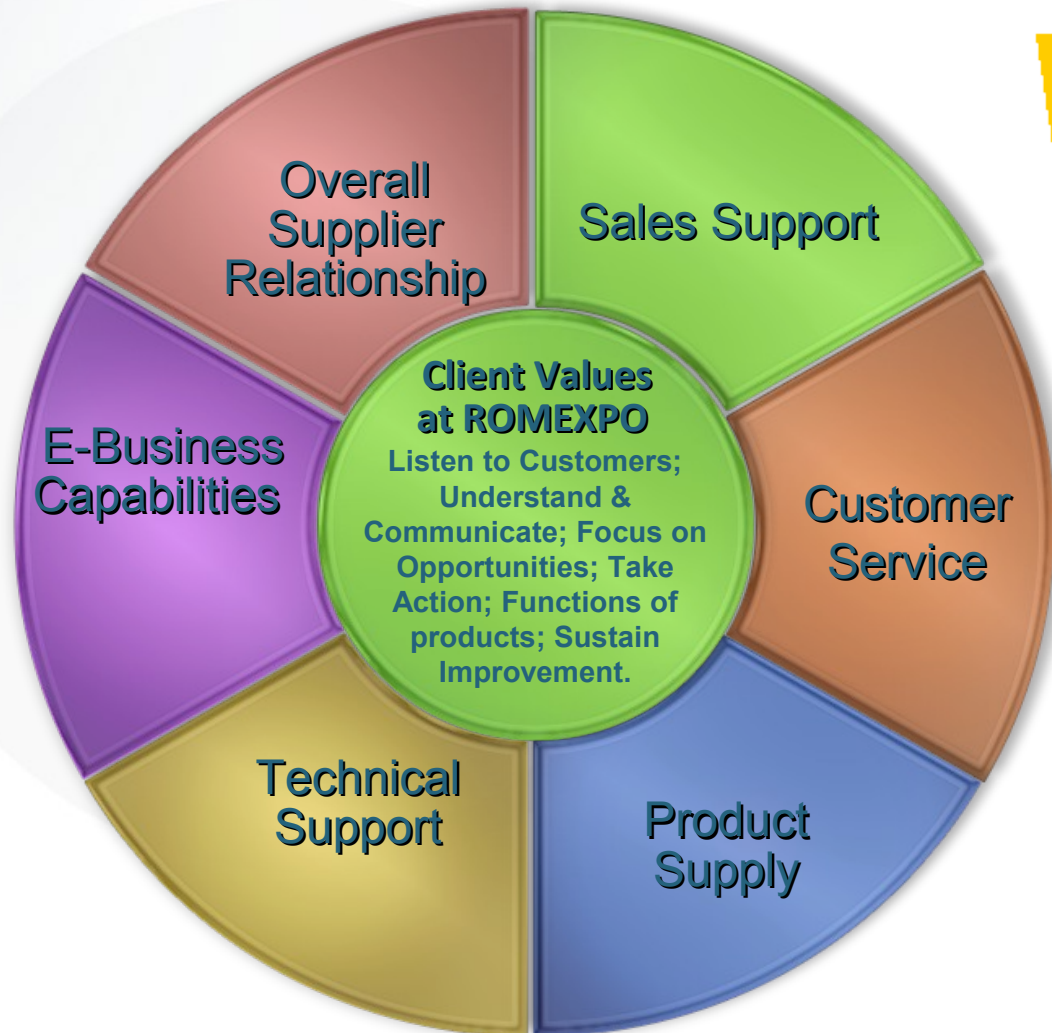 Overall
Supplier
Relationship
Sales Support
E-Business
Capabilities
Client Values
at ROMEXPO
Listen to Customers;
Understand &
Communicate; Focus on
Opportunities; Take
Action; Functions of
products; Sustain
Improvement.
Customer
Service
Technical
Support
Product
Supply